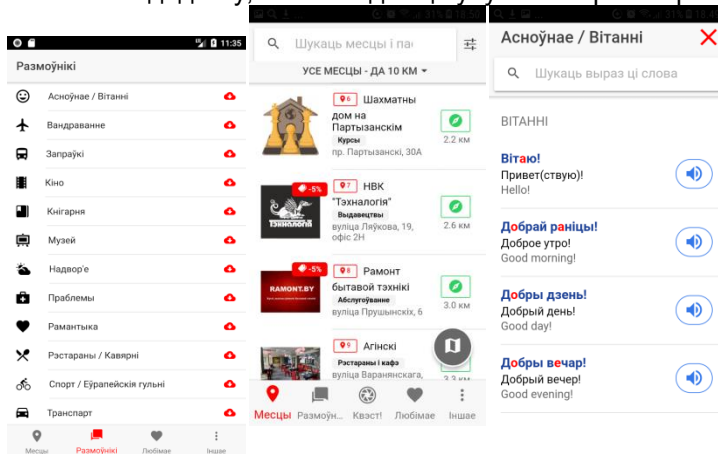 11:35
Размоўнікі
Асноўнае / Вітанні
Вандраванне
Запраўкі
Кіно
Кнігарня
Музей
Надвор'е
Праблемы
Рамантыка
Рэстараны / Кавярні
Спорт / Еўрапейскія гульні
Транспарт
Месцы Размоўнікі Любімае Іншае
Шукаць месцы і пас
УСЕ МЕСЦЫ - ДА 10 КМ
6 Шахматны
дом на
Партызанскім
Курсы
пр. Партызанскі, 30А
2.2 км
-5%
7 НВК
"Тэхналогія"
Выдавецтвы
вуліца Ляўкова, 19,
офіс 2Н
2.6 км
Тэхналогія
-5%
8 Рамонт
бытавой тэхнікі
Абслугоўванне
вуліца Прушынскіх, 6
3.0 км
RAMONT.BY
9 Агінскі
Рэстараны і кафэ
вуліца Варанянскага,
3.3 км
Месцы Размоўн... Квэст! Любімае Іншае
Асноўнае / Вітанні
Шукаць выраз ці слова
ВІТАННІ
Вітаю!
Привет(ствую)!
Hello!
Добрай раніцы!
Доброе утро!
Good morning!
Добры дзень!
Добрый день!
Good day!
Добры вечар!
Добрый вечер!
Good evening!